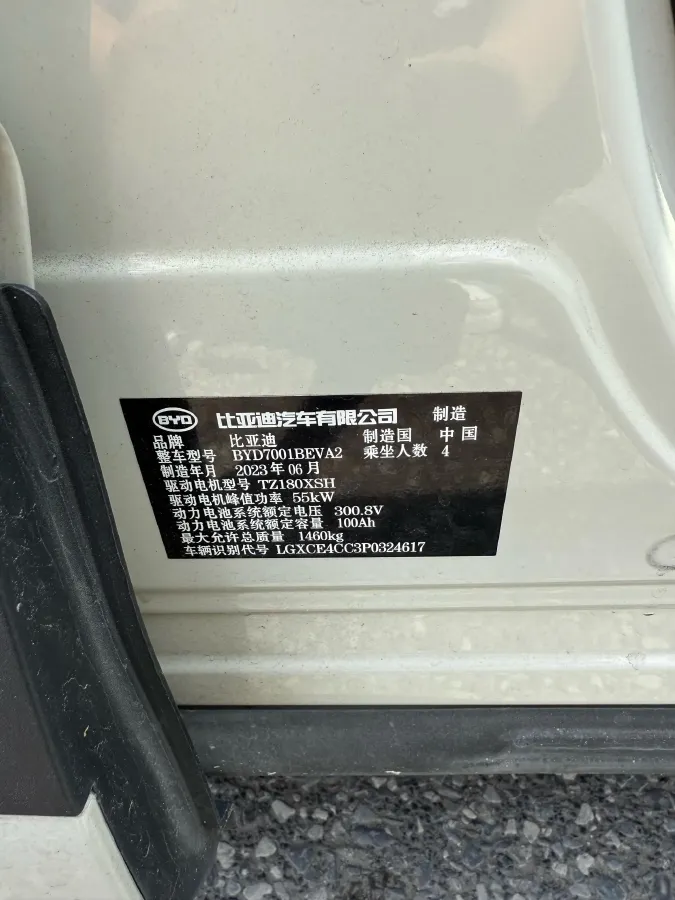 BYD 比亚迪汽车有限公司 制造
品牌 比亚迪 制造国 中国
整车型号 BYD7001BEVA2 乘坐人数 4
制造年月 2023年06月
驱动电机型号 TZ180XSH
驱动电机峰值功率 55kW
动力电池系统额定电压 300.8V
动力电池系统额定容量 100Ah
最大允许总质量 1460kg
车辆识别代号 LGXCE4CC3P0324617